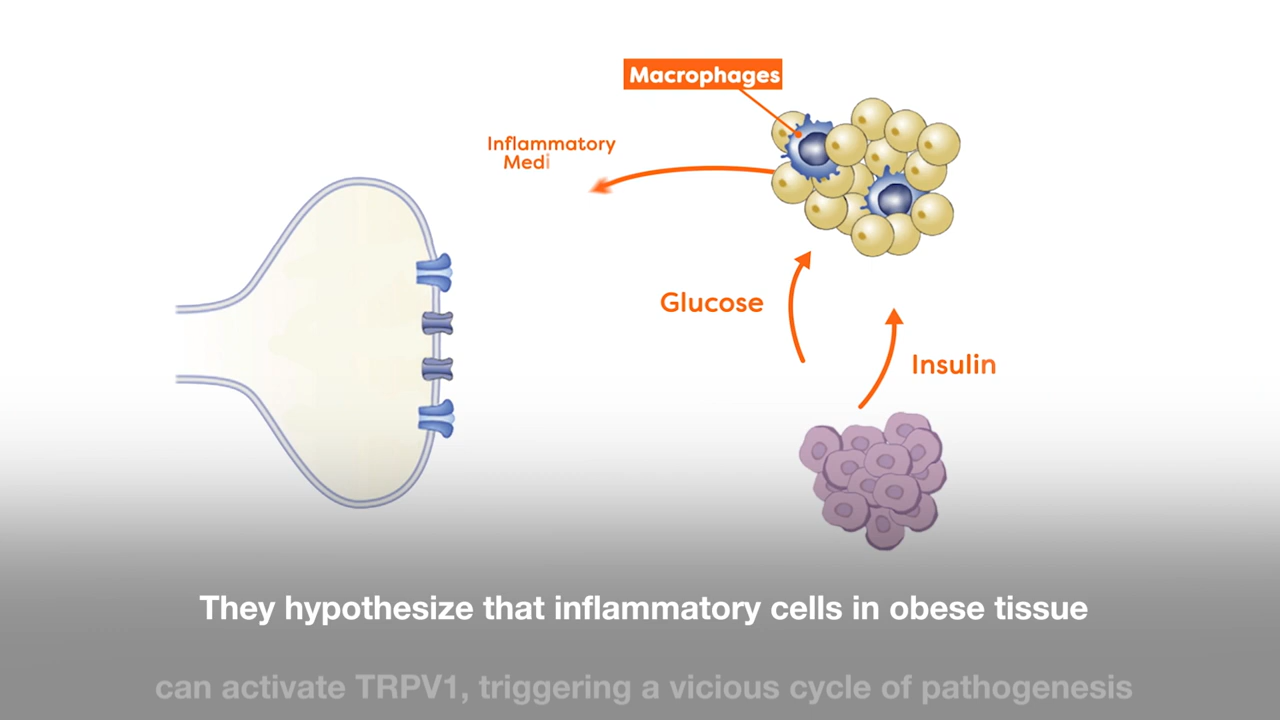 Macrophages
Inflammatory
Medi
Glucose
Insulin
They hypothesize that inflammatory cells in obese tissue
can activate TRPV1, triggering a vicious cycle of pathogenesis